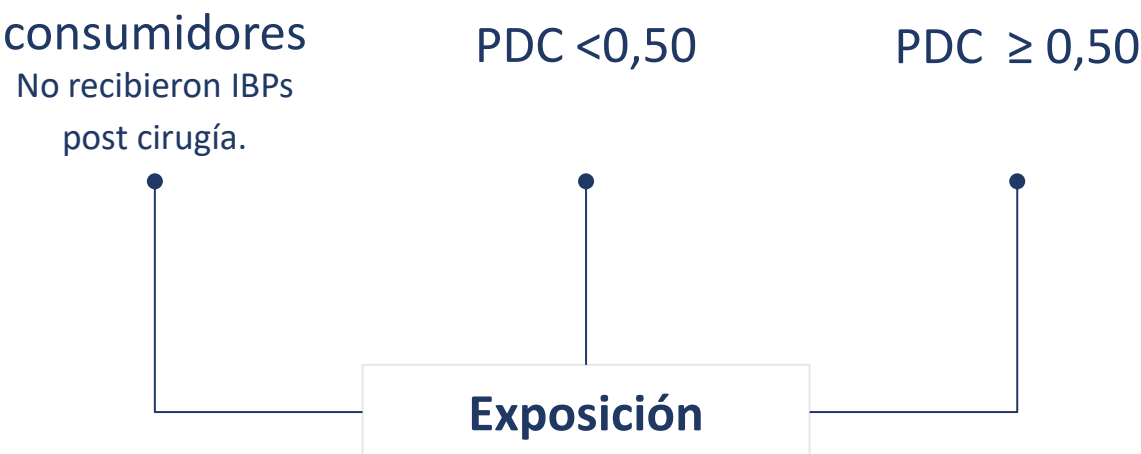 consumidores
No recibieron IBPs
post cirugía.
PDC <0,50
PDC ≥ 0,50
Exposición